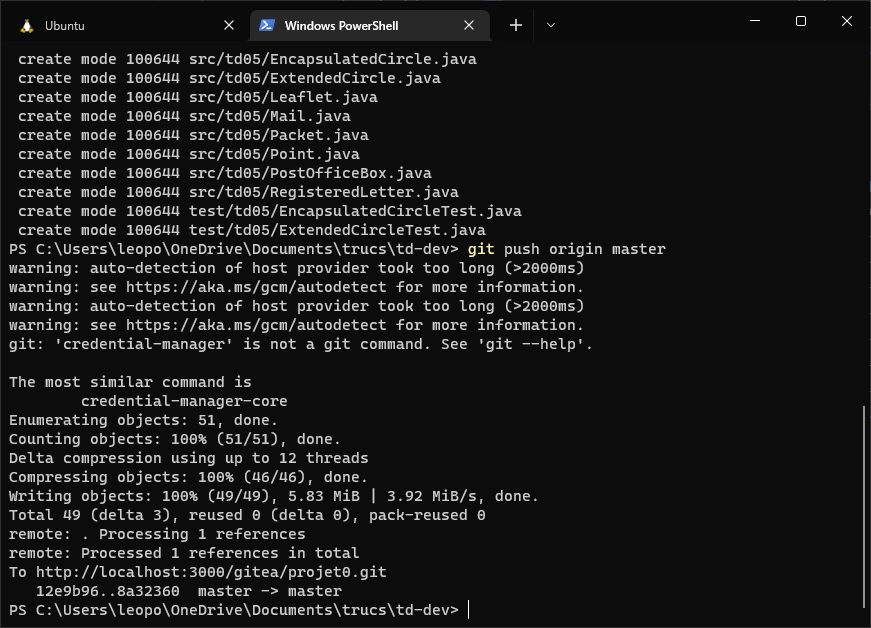 Ubuntu
Windows PowerShell
 create mode 100644 src/td05/EncapsulatedCircle.java
 create mode 100644 src/td05/ExtendedCircle.java
 create mode 100644 src/td05/Leaflet.java
 create mode 100644 src/td05/Mail.java
 create mode 100644 src/td05/Packet.java
 create mode 100644 src/td05/Point.java
 create mode 100644 src/td05/PostOfficeBox.java
 create mode 100644 src/td05/RegisteredLetter.java
 create mode 100644 test/td05/EncapsulatedCircleTest.java
 create mode 100644 test/td05/ExtendedCircleTest.java
PS C:\Users\leopo\OneDrive\Documents\trucs\td-dev> git push origin master
warning: auto-detection of host provider took too long (>2000ms)
warning: see https://aka.ms/gcm/autodetect for more information.
warning: auto-detection of host provider took too long (>2000ms)
warning: see https://aka.ms/gcm/autodetect for more information.
git: 'credential-manager' is not a git command. See 'git --help'.

The most similar command is
        credential-manager-core
Enumerating objects: 51, done.
Counting objects: 100% (51/51), done.
Delta compression using up to 12 threads
Compressing objects: 100% (46/46), done.
Writing objects: 100% (49/49), 5.83 MiB | 3.92 MiB/s, done.
Total 49 (delta 3), reused 0 (delta 0), pack-reused 0
remote: . Processing 1 references
remote: Processed 1 references in total
To http://localhost:3000/gitea/projet0.git
   12e9b96..8a32360  master -> master
PS C:\Users\leopo\OneDrive\Documents\trucs\td-dev>